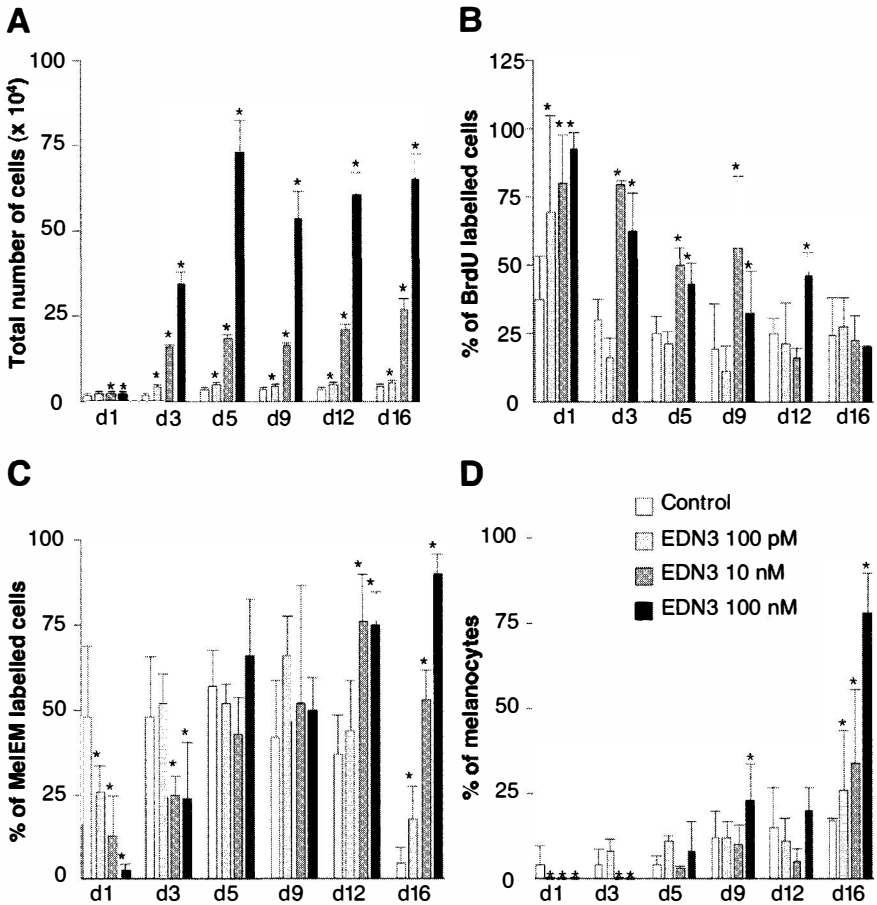 A
Total number of cells (x 10⁴)
100
75
50
25
0
* * * * * * * * * * * * * * * * *
d1 d3 d5 d9 d12 d16
B
% of BrdU labelled cells
125
100
75
50
25
0
* * * * * * * * * *
d1 d3 d5 d9 d12 d16
C
% of MelEM labelled cells
100
75
50
25
0
* * * * * * * * * *
d1 d3 d5 d9 d12 d16
D
% of melanocytes
100
75
50
25
0
Control
EDN3 100 pM
EDN3 10 nM
EDN3 100 nM
* * * * * * * * *
d1 d3 d5 d9 d12 d16